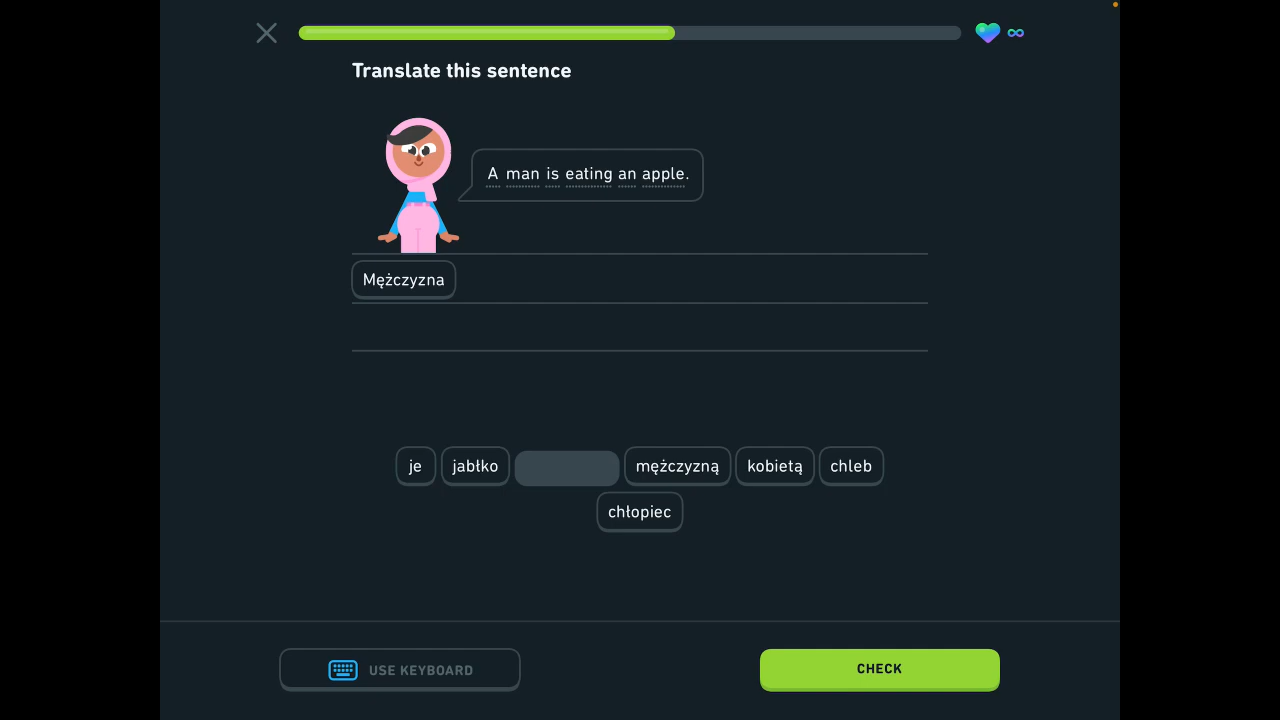 ∞
Translate this sentence
A man is eating an apple.
Mężczyzna
je jabłko mężczyzną kobietą chleb
chłopiec
USE KEYBOARD CHECK